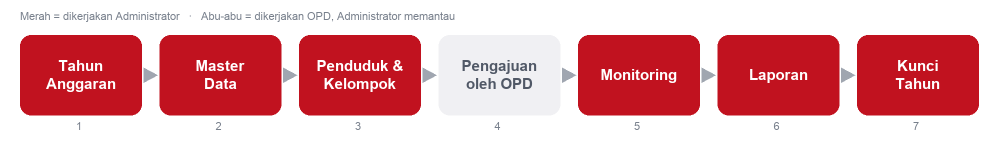 Merah = dikerjakan Administrator · Abu-abu = dikerjakan OPD, Administrator memantau
Tahun
Anggaran
Master
Data
Penduduk &
Kelompok
Pengajuan
oleh OPD
Monitoring
Laporan
Kunci
Tahun
1
2
3
4
5
6
7